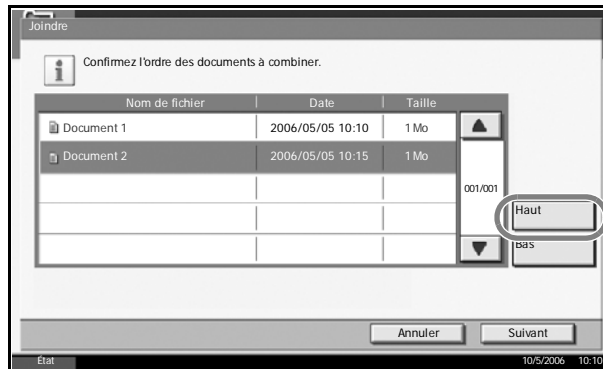 Joindre
Confirmez l'ordre des documents à combiner.
Nom de fichier Date Taille
Document 1 2006/05/05 10:10 1 Mo
Document 2 2006/05/05 10:15 1 Mo
001/001
Haut
Bas
Annuler Suivant
État 10/5/2006 10:10